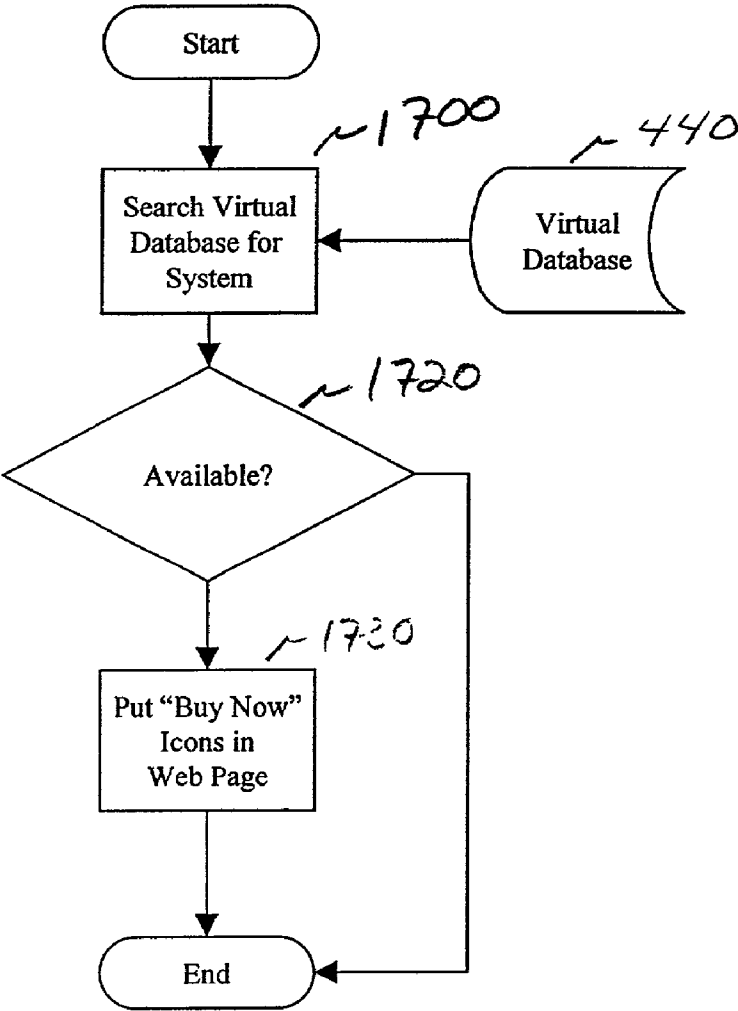 Start
~1700
~440
Search Virtual
Database for
System
Virtual
Database
~1720
Available?
Put “Buy Now”
Icons in
Web Page
End